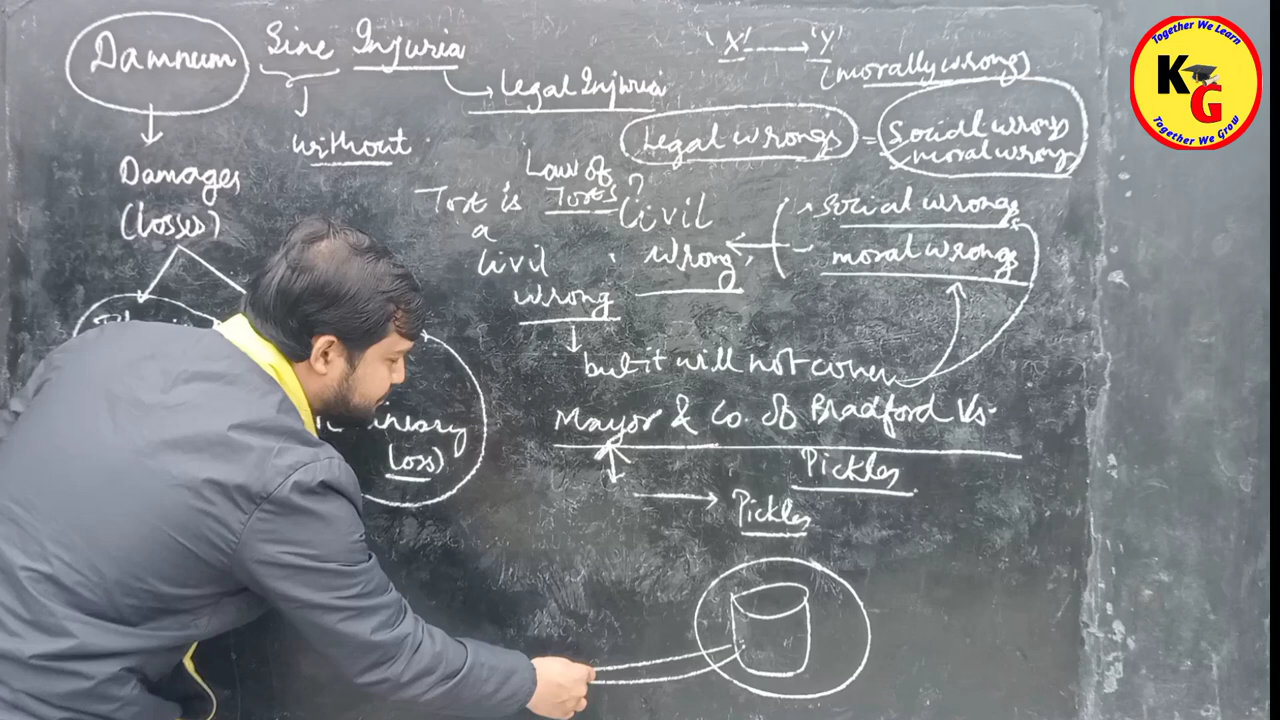 Damnum Sine Injuria
Legal Injuria
without
Damages
(Losses)
Loss)
'X' → 'Y'
(morally wrong)
Legal wrongs = Social wrongs
moral wrongs
Law of
Torts?
Tort is
a
Civil
wrong
Civil
wrong
social wrongs
moral wrongs
but it will not cover
Mayor & Co. of Bradford Vs.
Pickles
→ Pickles
Together We Learn
KG
Together We Grow